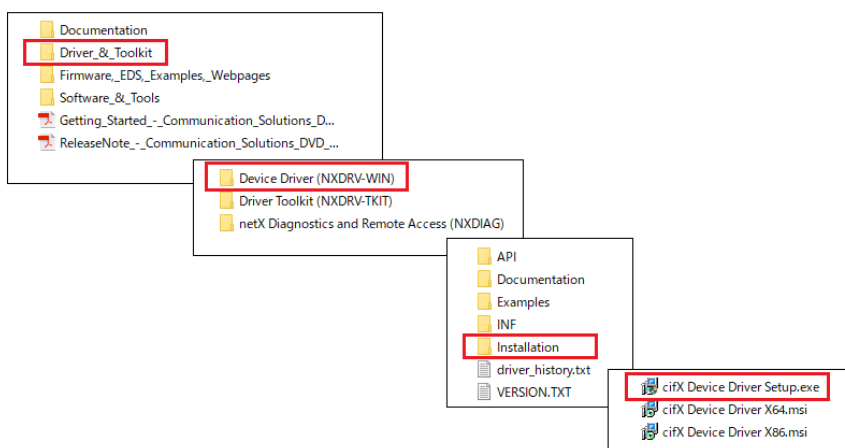 Documentation
Driver_&_Toolkit
Firmware,_EDS,_Examples,_Webpages
Software_&_Tools
Getting_Started_-_Communication_Solutions_D...
ReleaseNote_-_Communication_Solutions_DVD_...
Device Driver (NXDRV-WIN)
Driver Toolkit (NXDRV-TKIT)
netX Diagnostics and Remote Access (NXDIAG)
API
Documentation
Examples
INF
Installation
driver_history.txt
VERSION.TXT
cifX Device Driver Setup.exe
cifX Device Driver X64.msi
cifX Device Driver X86.msi